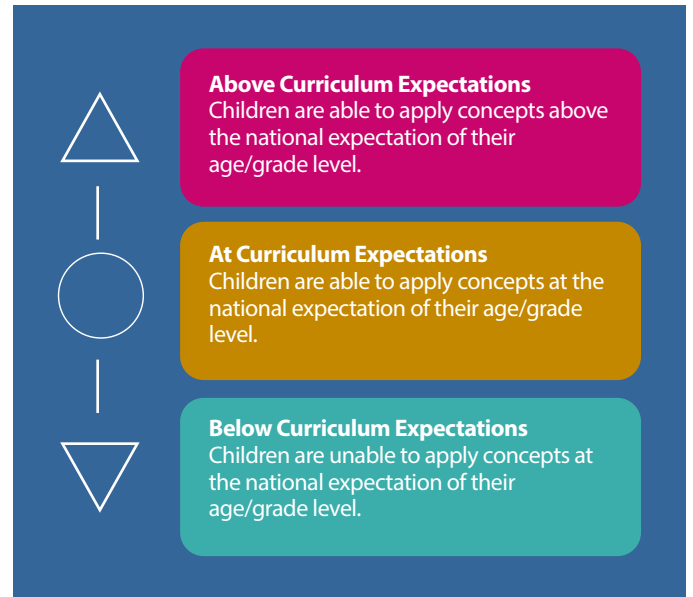 Above Curriculum Expectations
Children are able to apply concepts above
the national expectation of their
age/grade level.
At Curriculum Expectations
Children are able to apply concepts at the
national expectation of their age/grade
level.
Below Curriculum Expectations
Children are unable to apply concepts at
the national expectation of their
age/grade level.